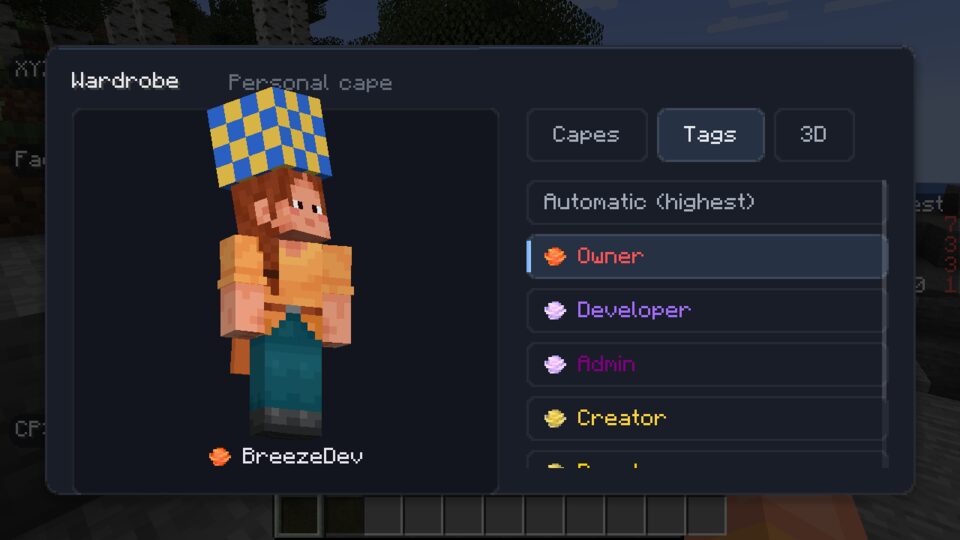 Wardrobe
Personal cape
Capes
Tags
3D
Automatic (highest)
Owner
Developer
Admin
Creator
BreezeDev